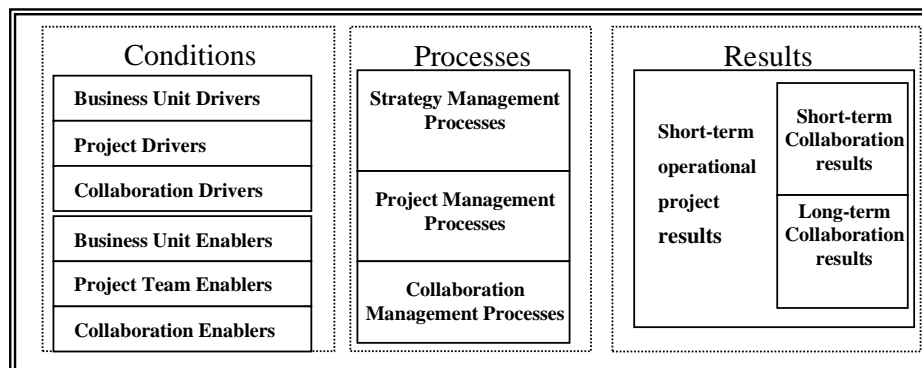 Conditions
Business Unit Drivers
Project Drivers
Collaboration Drivers
Business Unit Enablers
Project Team Enablers
Collaboration Enablers
Processes
Strategy Management
Processes
Project Management
Processes
Collaboration
Management Processes
Results
Short-term
operational
project
results
Short-term
Collaboration
results
Long-term
Collaboration
results